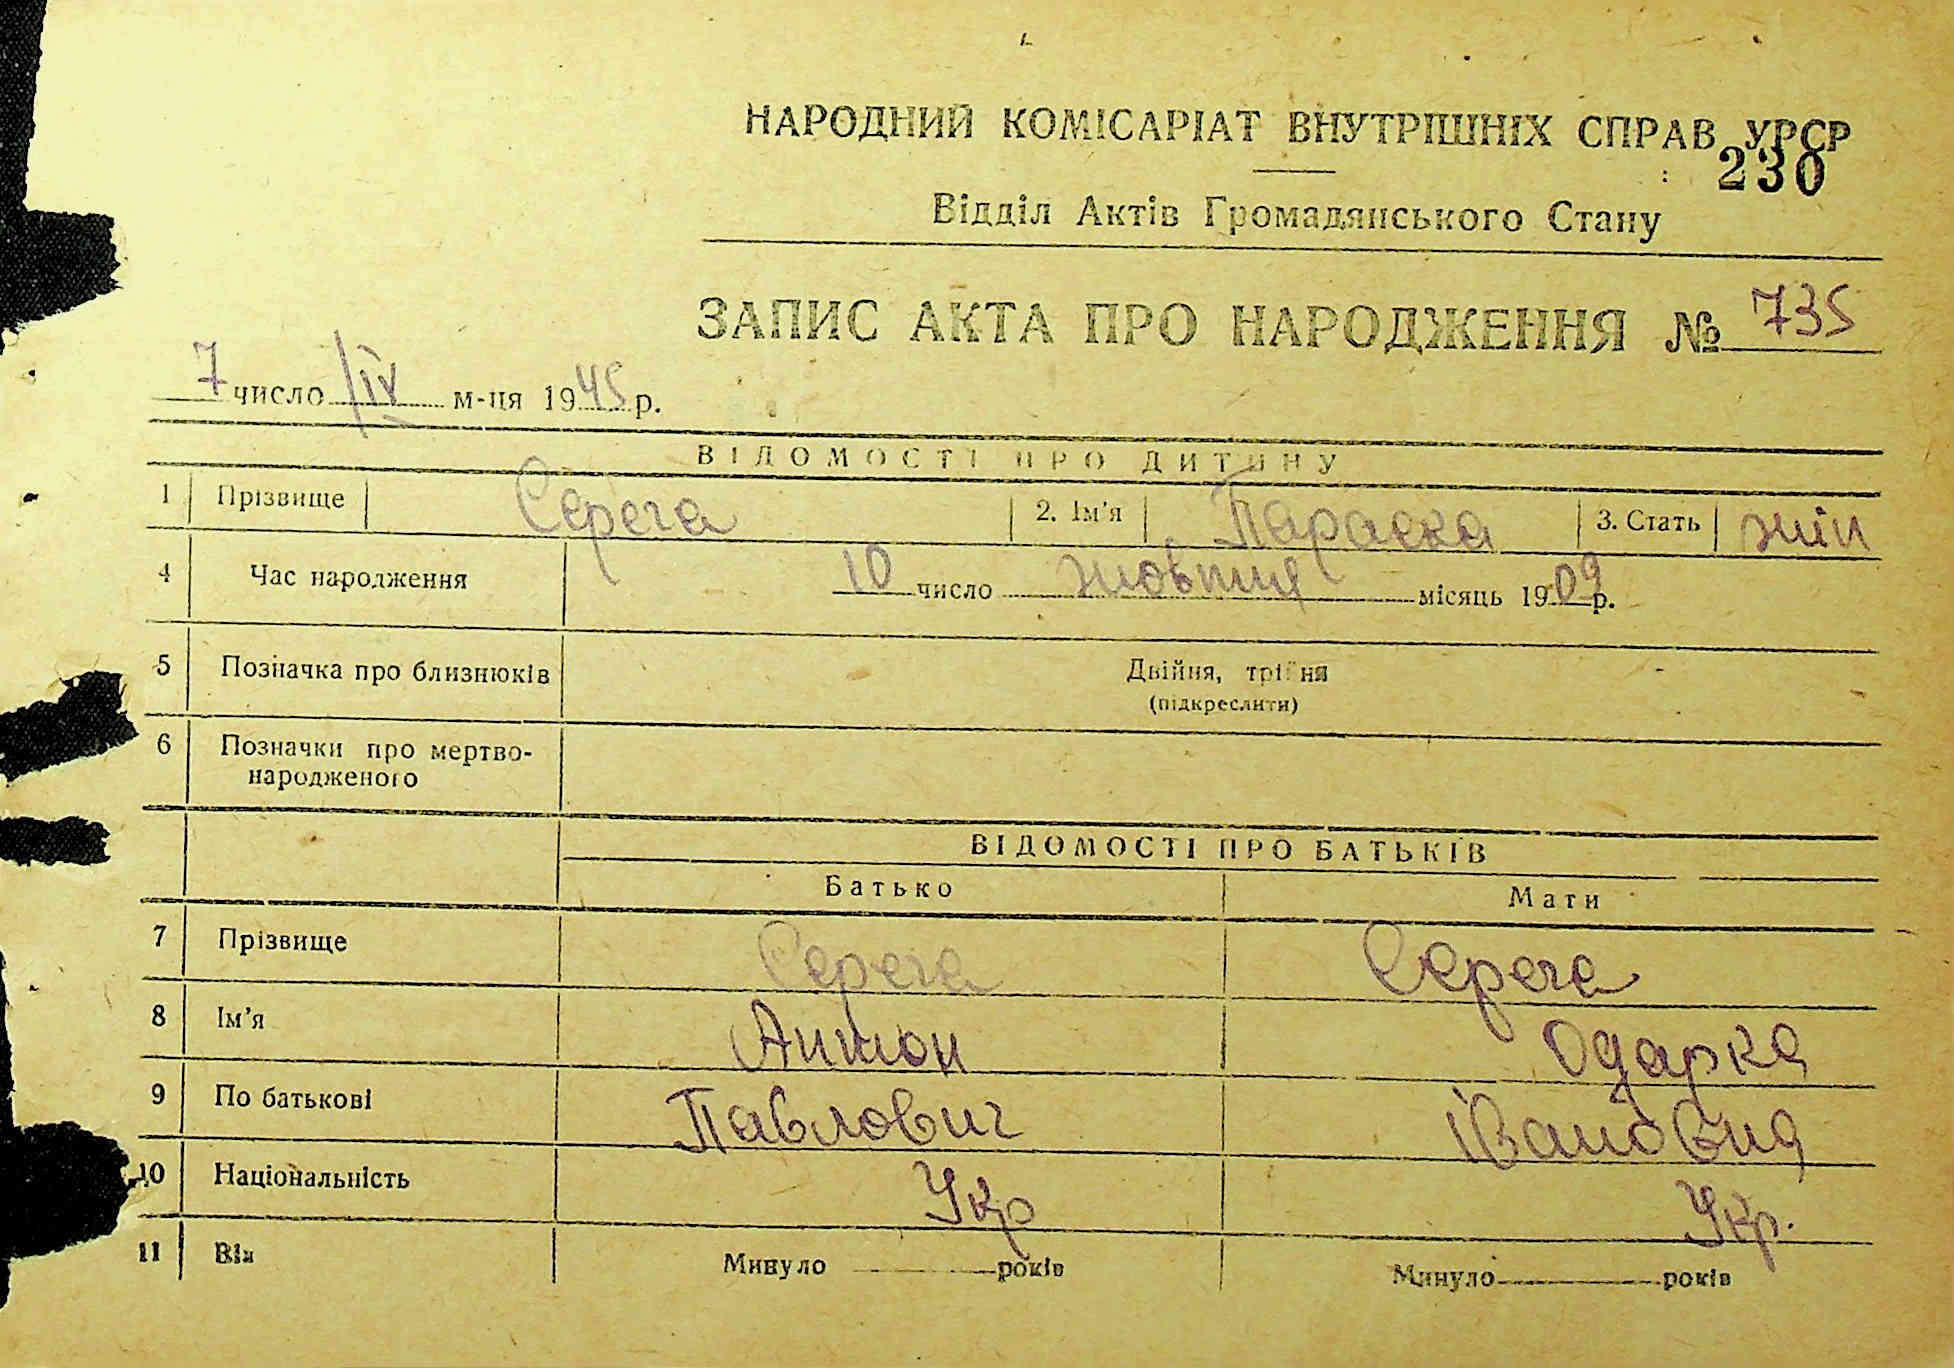 НАРОДНИЙ КОМІСАРІАТ ВНУТРІШНІХ СПРАВ УРСР
230
Відділ Актів Громадянського Стану
ЗАПИС АКТА ПРО НАРОДЖЕННЯ № 735
7 число IV м-ця 1945 р.
ВІДОМОСТІ ПРО ДИТИНУ
1 Прізвище Серега 2. Ім'я Параска 3. Стать жін
4 Час народження 10 число жовтня місяць 1909 р.
5 Позначка про близнюків Двійня, трійня
(підкреслити)
6 Позначки про мертво-
народженого
ВІДОМОСТІ ПРО БАТЬКІВ
Батько Мати
7 Прізвище Серега Серега
8 Ім'я Антон Одарка
9 По батькові Павлович Івановна
10 Національність Укр Укр.
11 Вік Минуло років Минуло років